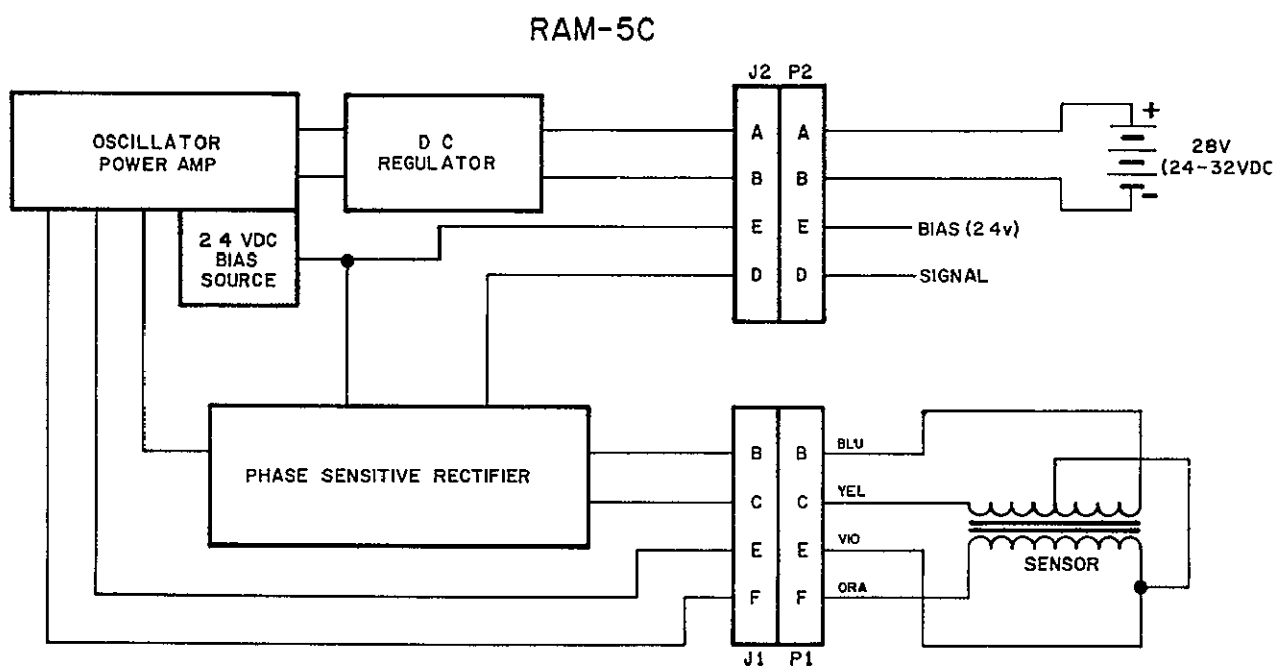 RAM-5C
J2 P2
OSCILLATOR
POWER AMP
D C
REGULATOR
A A
B B
E E
D D
+
28V
(24-32VDC
-
BIAS (2 4v)
SIGNAL
2 4 VDC
BIAS
SOURCE
PHASE SENSITIVE RECTIFIER
B B BLU
C C YEL
E E VIO
F F ORA
SENSOR
J1 P1